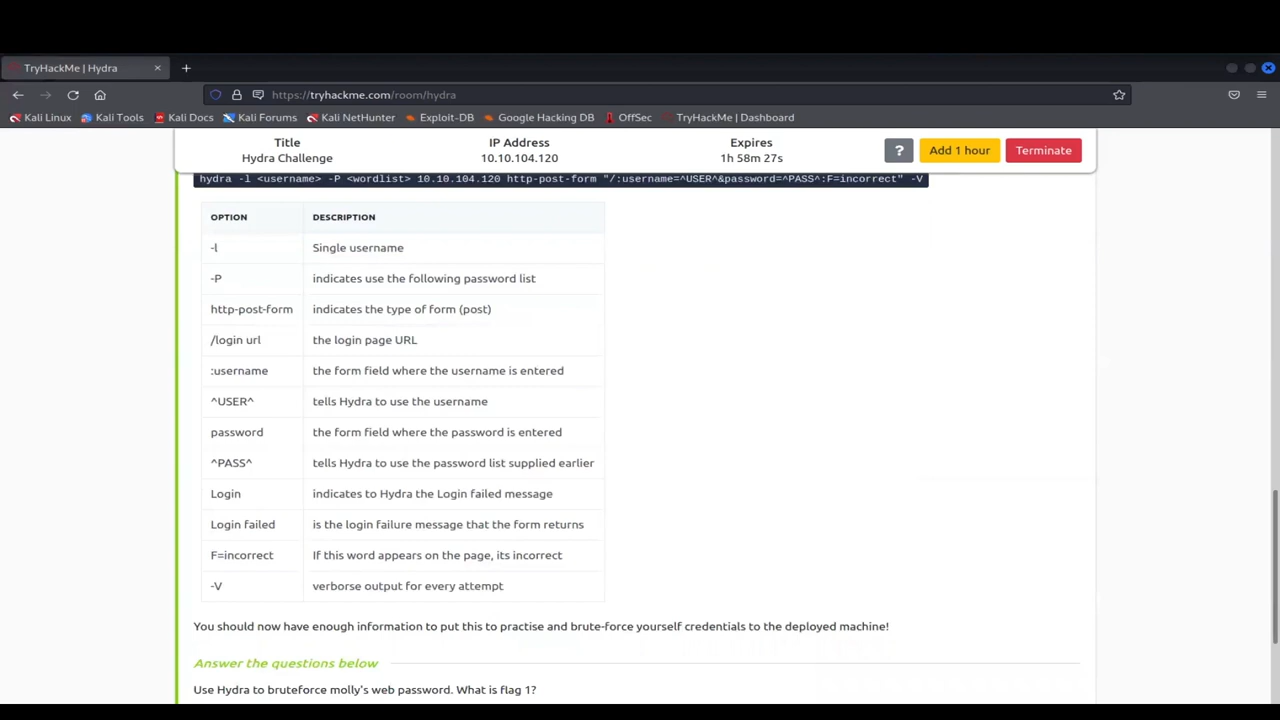 TryHackMe | Hydra
https://tryhackme.com/room/hydra
Kali Linux Kali Tools Kali Docs Kali Forums Kali NetHunter Exploit-DB Google Hacking DB OffSec TryHackMe | Dashboard
Title IP Address Expires
Hydra Challenge 10.10.104.120 1h 58m 27s ? Add 1 hour Terminate
hydra -l <username> -P <wordlist> 10.10.104.120 http-post-form "/:username=^USER^&password=^PASS^:F=incorrect" -V
OPTION DESCRIPTION
-l Single username
-P indicates use the following password list
http-post-form indicates the type of form (post)
/login url the login page URL
:username the form field where the username is entered
^USER^ tells Hydra to use the username
password the form field where the password is entered
^PASS^ tells Hydra to use the password list supplied earlier
Login indicates to Hydra the Login failed message
Login failed is the login failure message that the form returns
F=incorrect If this word appears on the page, its incorrect
-V verborse output for every attempt
You should now have enough information to put this to practise and brute-force yourself credentials to the deployed machine!
Answer the questions below
Use Hydra to bruteforce molly's web password. What is flag 1?